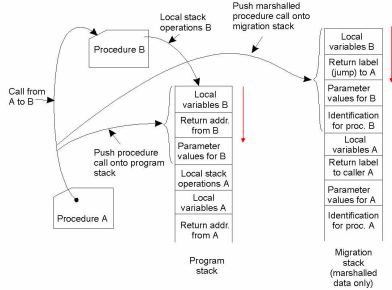 Local stack
operations B
Push marshalled
procedure call onto
migration stack
Procedure B
Call from
A to B
Push procedure
call onto program
stack
Procedure A
Local
variables B
Return addr.
from B
Parameter
values for B
Local stack
operations A
Local
variables A
Return addr.
from A
Program
stack
Local
variables B
Return label
(jump) to A
Parameter
values for B
Identification
for proc. B
Local
variables A
Return label
to caller A
Parameter
values for A
Identification
for proc. A
Migration
stack
(marshalled
data only)